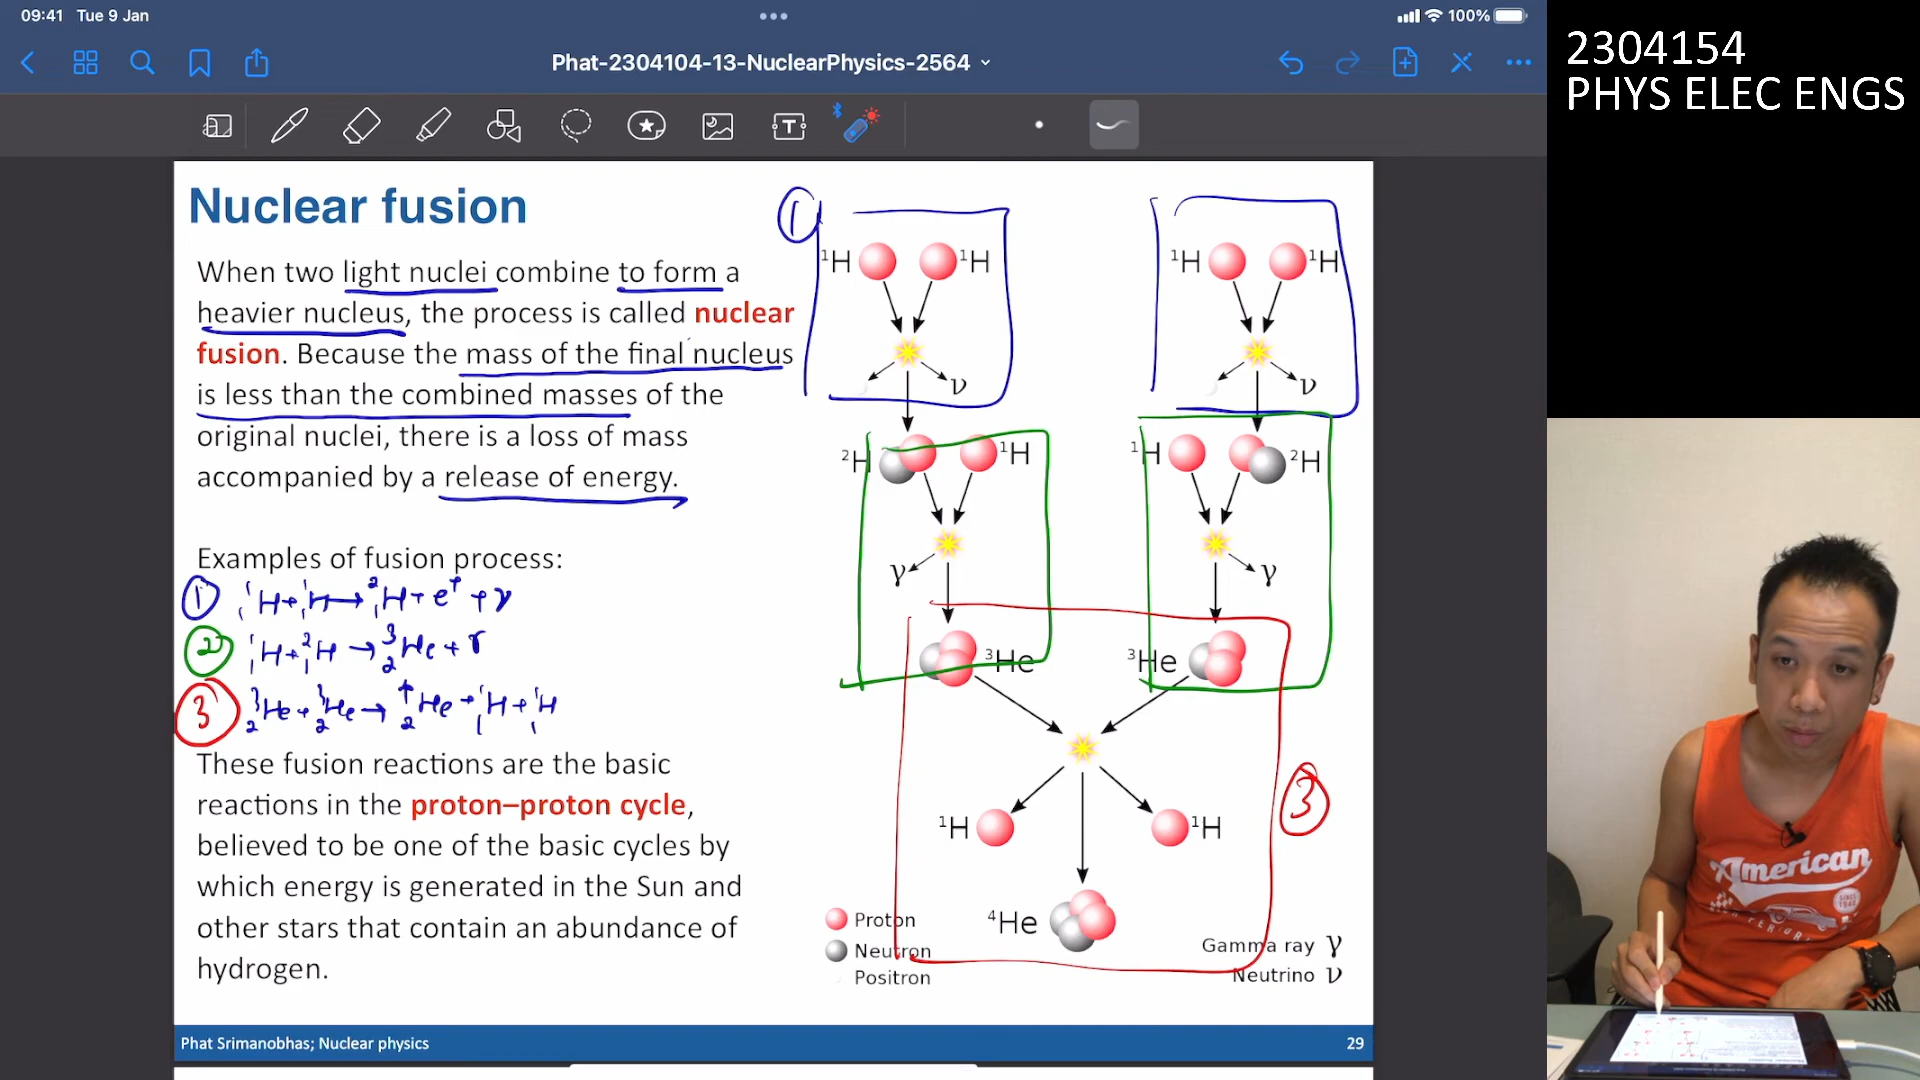 09:41 Tue 9 Jan
100%
Phat-2304104-13-NuclearPhysics-2564
2304154
PHYS ELEC ENGS
Nuclear fusion
When two light nuclei combine to form a
heavier nucleus, the process is called nuclear
fusion. Because the mass of the final nucleus
is less than the combined masses of the
original nuclei, there is a loss of mass
accompanied by a release of energy.
Examples of fusion process:
① ¹₁H + ¹₁H → ²₁H + e⁺ + ν
② ¹₁H + ²₁H → ³₂He + γ
③ ³₂He + ³₂He → ⁴₂He + ¹₁H + ¹₁H
These fusion reactions are the basic
reactions in the proton–proton cycle,
believed to be one of the basic cycles by
which energy is generated in the Sun and
other stars that contain an abundance of
hydrogen.
①
¹H ¹H ¹H ¹H
ν ν
²H ¹H ¹H ²H
γ γ
³He ³He
③
¹H ¹H
⁴He
Proton
Neutron
Positron
Gamma ray γ
Neutrino ν
Phat Srimanobhas; Nuclear physics
29
American
SINCE